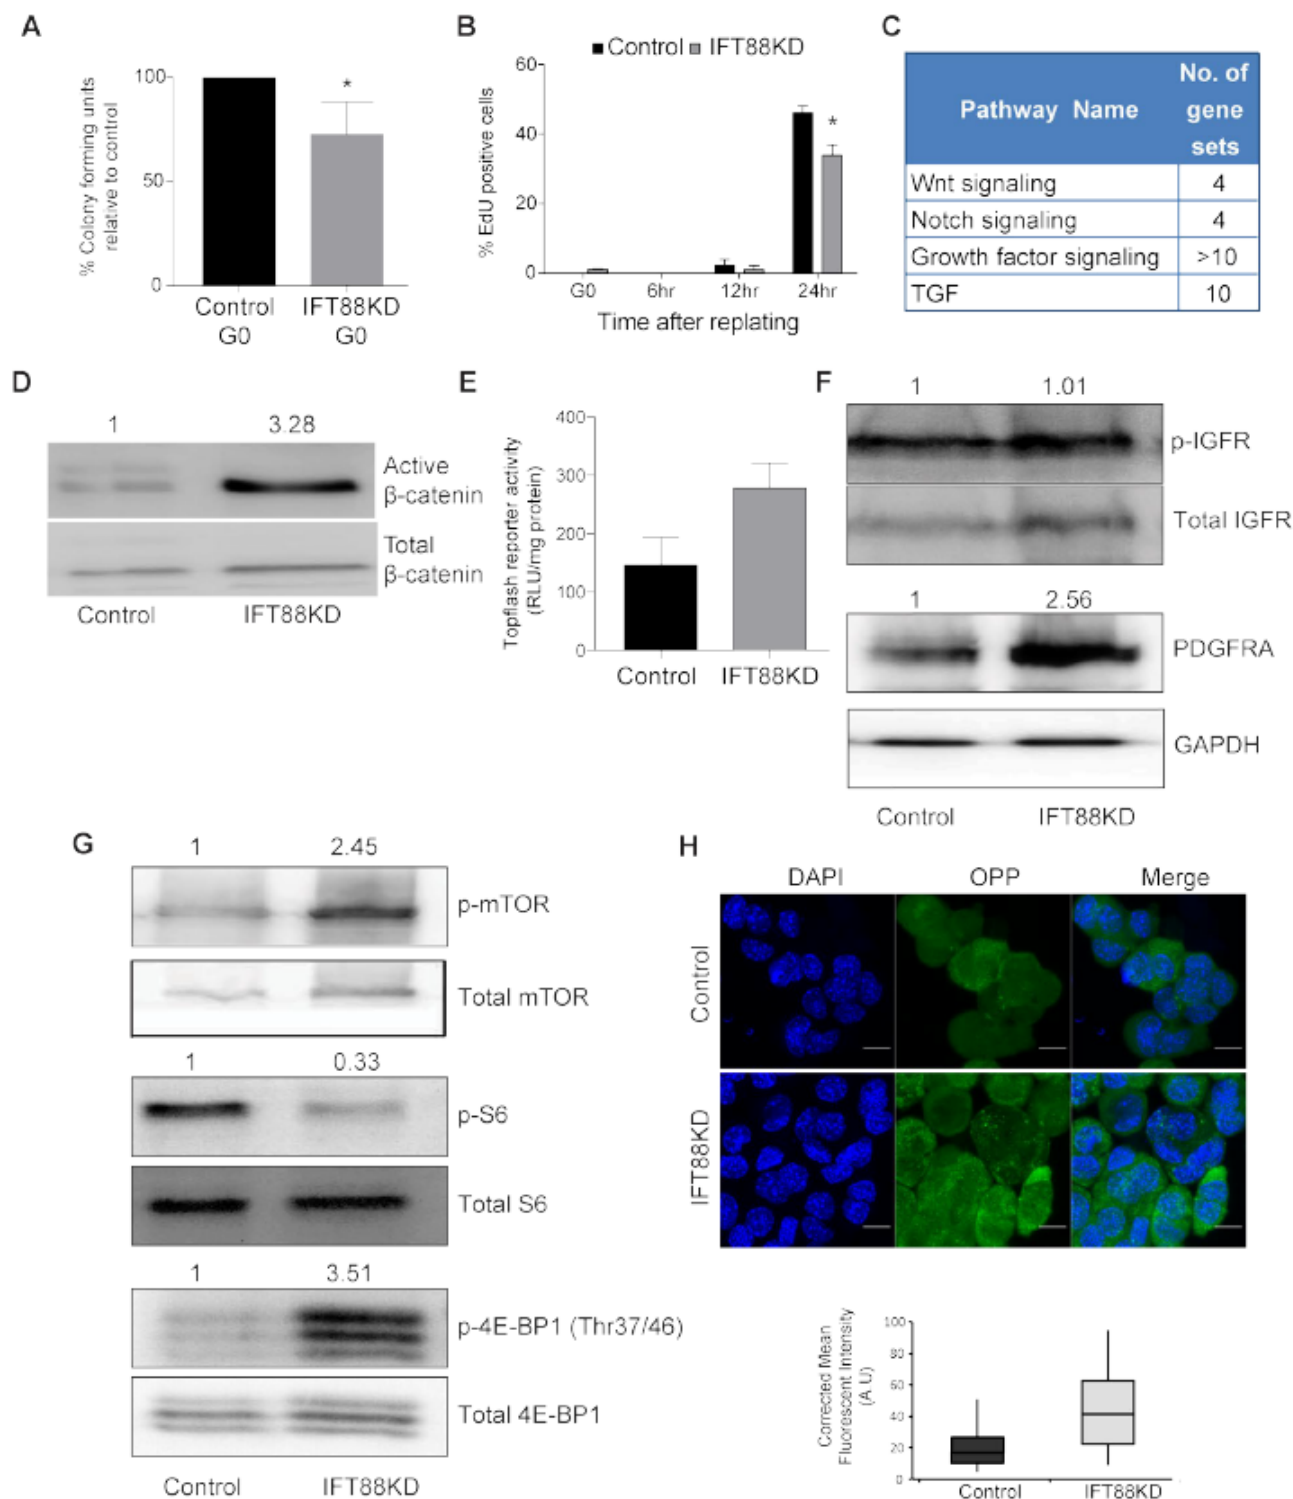 A
% Colony forming units
relative to control
100
50
0
*
Control
G0
IFT88KD
G0
B
■ Control ■ IFT88KD
% EdU positive cells
60
40
20
0
*
G0 6hr 12hr 24hr
Time after replating
C
Pathway Name
No. of
gene
sets
Wnt signaling 4
Notch signaling 4
Growth factor signaling >10
TGF 10
D
1 3.28
Active
β-catenin
Total
β-catenin
Control IFT88KD
E
Topflash reporter activity
(RLU/mg protein)
400
300
200
100
0
Control IFT88KD
F
1 1.01
p-IGFR
Total IGFR
1 2.56
PDGFRA
GAPDH
Control IFT88KD
G
1 2.45
p-mTOR
Total mTOR
1 0.33
p-S6
Total S6
1 3.51
p-4E-BP1 (Thr37/46)
Total 4E-BP1
Control IFT88KD
H
DAPI OPP Merge
Control
IFT88KD
Corrected Mean
Fluorescent Intensity
(A.U)
100
80
60
40
20
0
Control IFT88KD